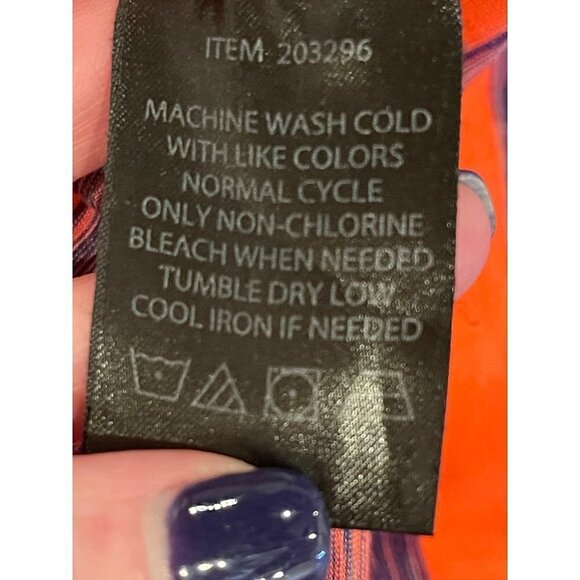 ITEM 203296
MACHINE WASH COLD
WITH LIKE COLORS
NORMAL CYCLE
ONLY NON-CHLORINE
BLEACH WHEN NEEDED
TUMBLE DRY LOW
COOL IRON IF NEEDED